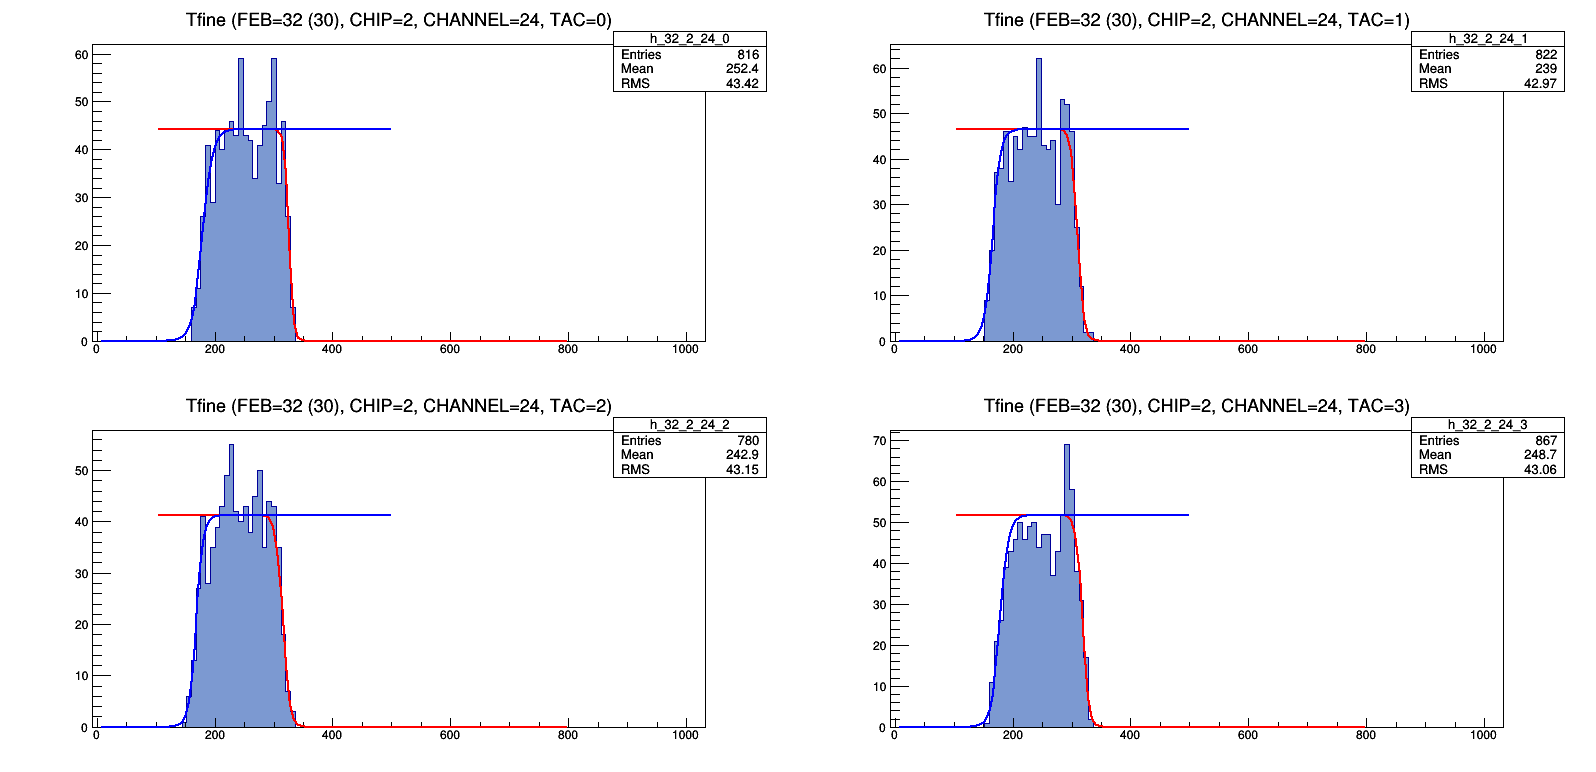 Tfine (FEB=32 (30), CHIP=2, CHANNEL=24, TAC=0)
h_32_2_24_0
Entries 816
Mean 252.4
RMS 43.42
60
50
40
30
20
10
0
0 200 400 600 800 1000
Tfine (FEB=32 (30), CHIP=2, CHANNEL=24, TAC=1)
h_32_2_24_1
Entries 822
Mean 239
RMS 42.97
60
50
40
30
20
10
0
0 200 400 600 800 1000
Tfine (FEB=32 (30), CHIP=2, CHANNEL=24, TAC=2)
h_32_2_24_2
Entries 780
Mean 242.9
RMS 43.15
50
40
30
20
10
0
0 200 400 600 800 1000
Tfine (FEB=32 (30), CHIP=2, CHANNEL=24, TAC=3)
h_32_2_24_3
Entries 867
Mean 248.7
RMS 43.06
70
60
50
40
30
20
10
0
0 200 400 600 800 1000